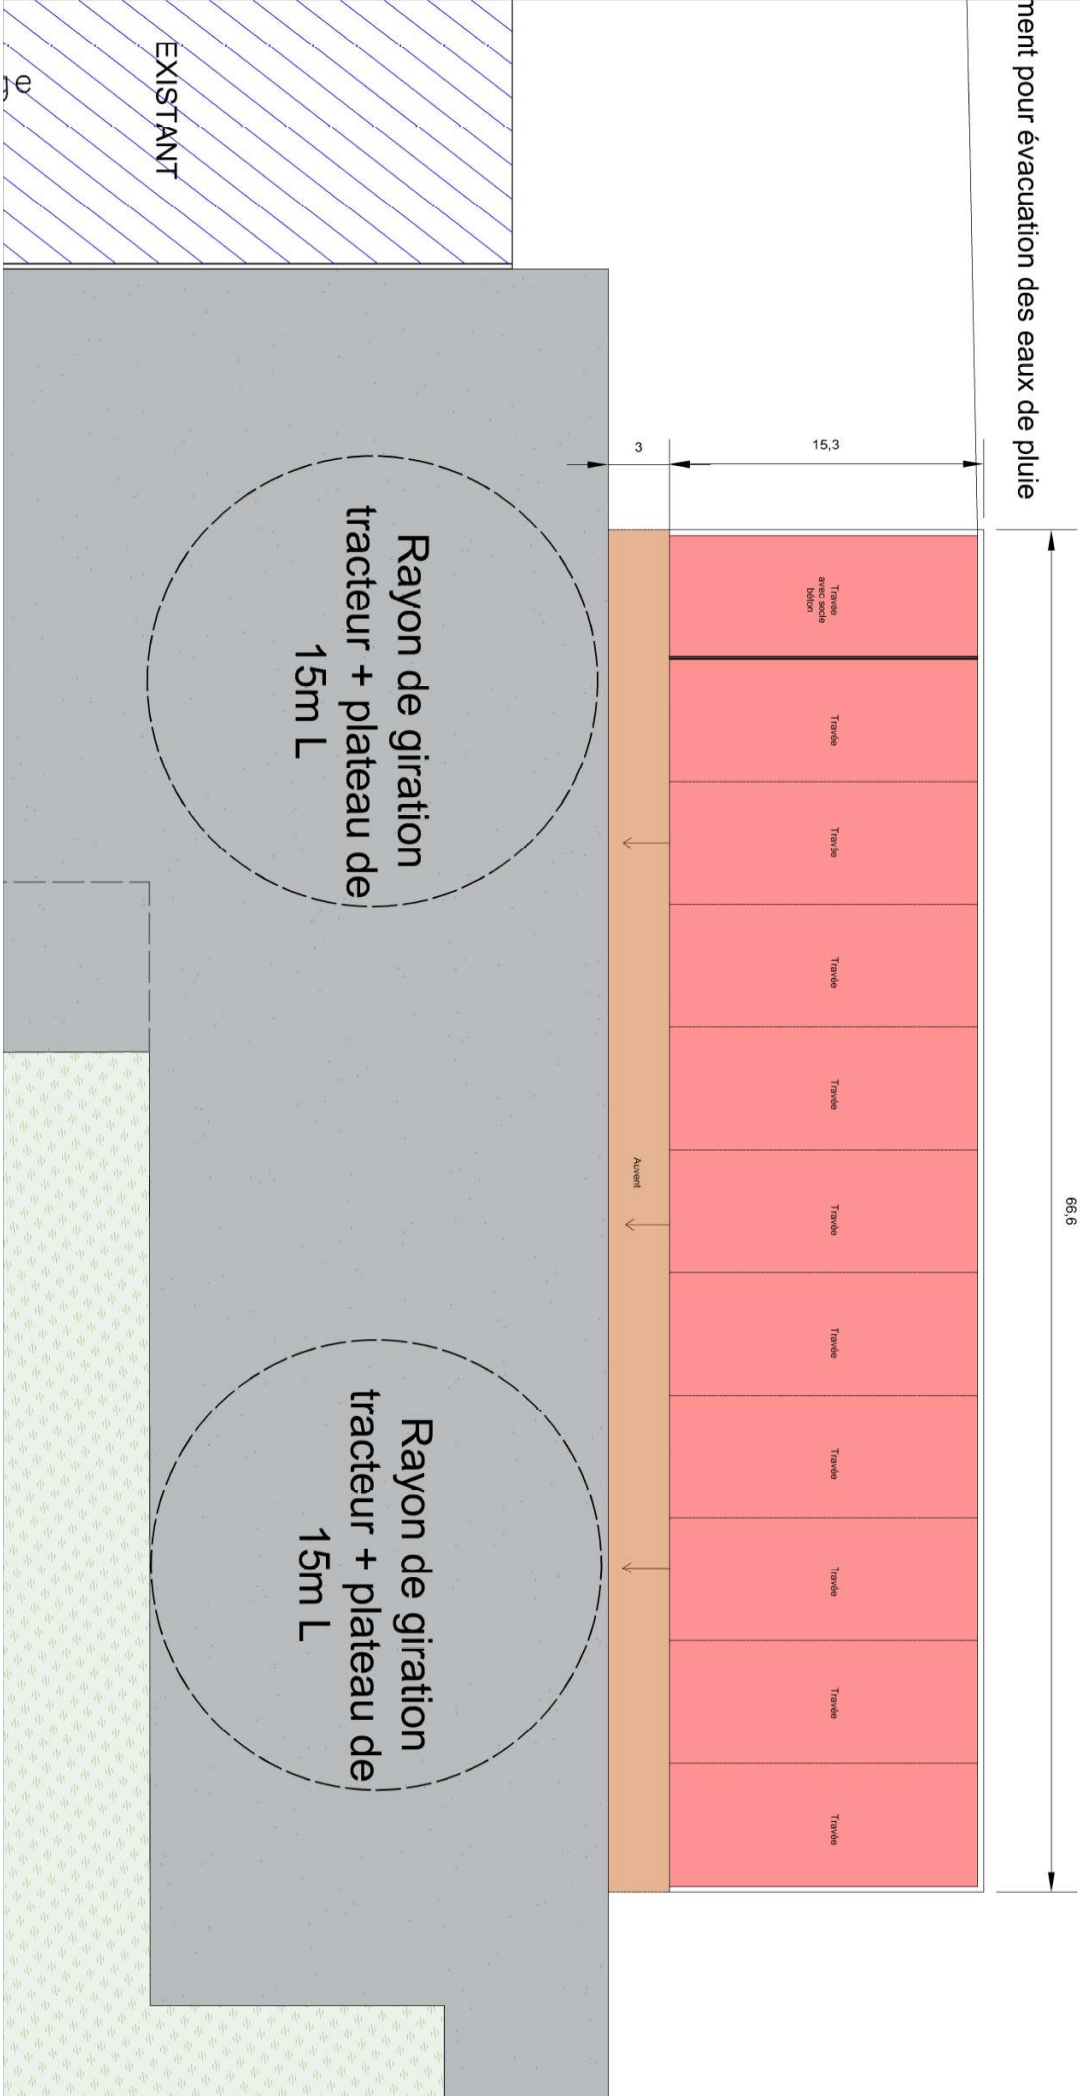 ment pour évacuation des eaux de pluie
66,6
15,3
3
Travée
avec socle
béton
Travée
Travée
Travée
Travée
Travée
Travée
Travée
Travée
Travée
Travée
Auvent
EXISTANT
Rayon de giration
tracteur + plateau de
15m L
Rayon de giration
tracteur + plateau de
15m L